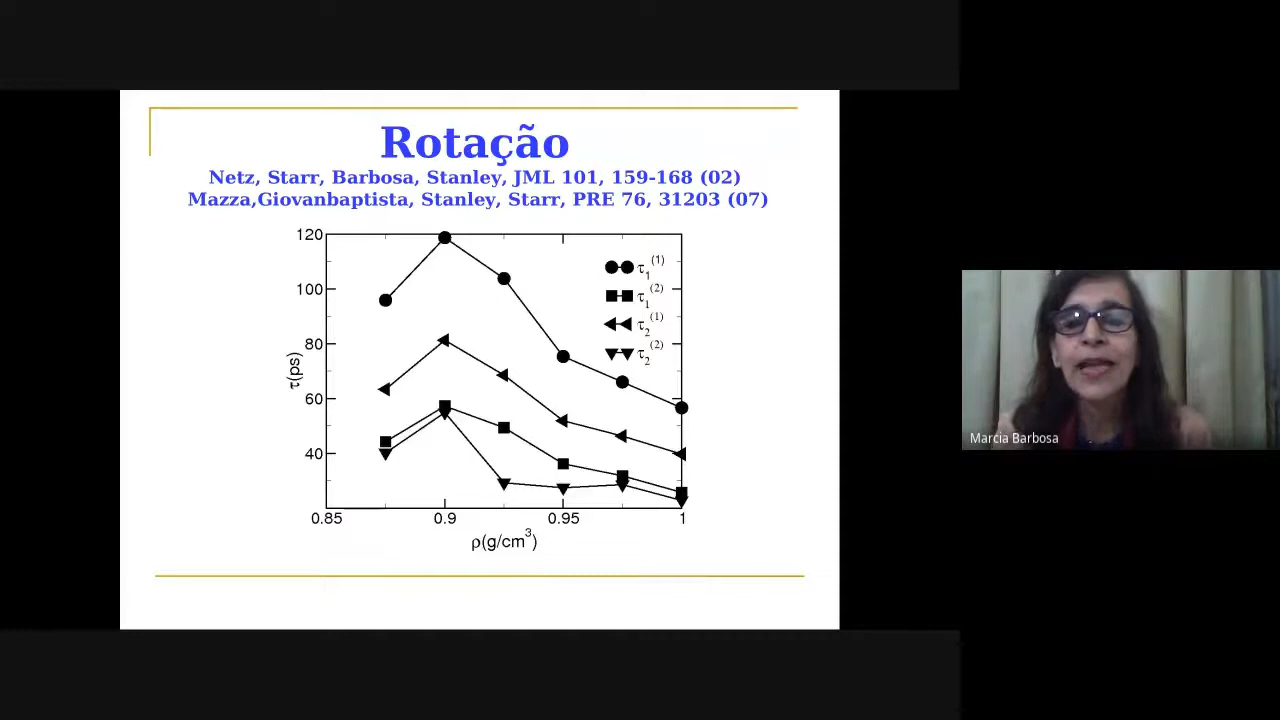 Rotação
Netz, Starr, Barbosa, Stanley, JML 101, 159-168 (02)
Mazza,Giovanbaptista, Stanley, Starr, PRE 76, 31203 (07)
120
100
80
60
40
τ(ps)
τ₁⁽¹⁾
τ₁⁽²⁾
τ₂⁽¹⁾
τ₂⁽²⁾
0.85 0.9 0.95 1
ρ(g/cm³)
Marcia Barbosa